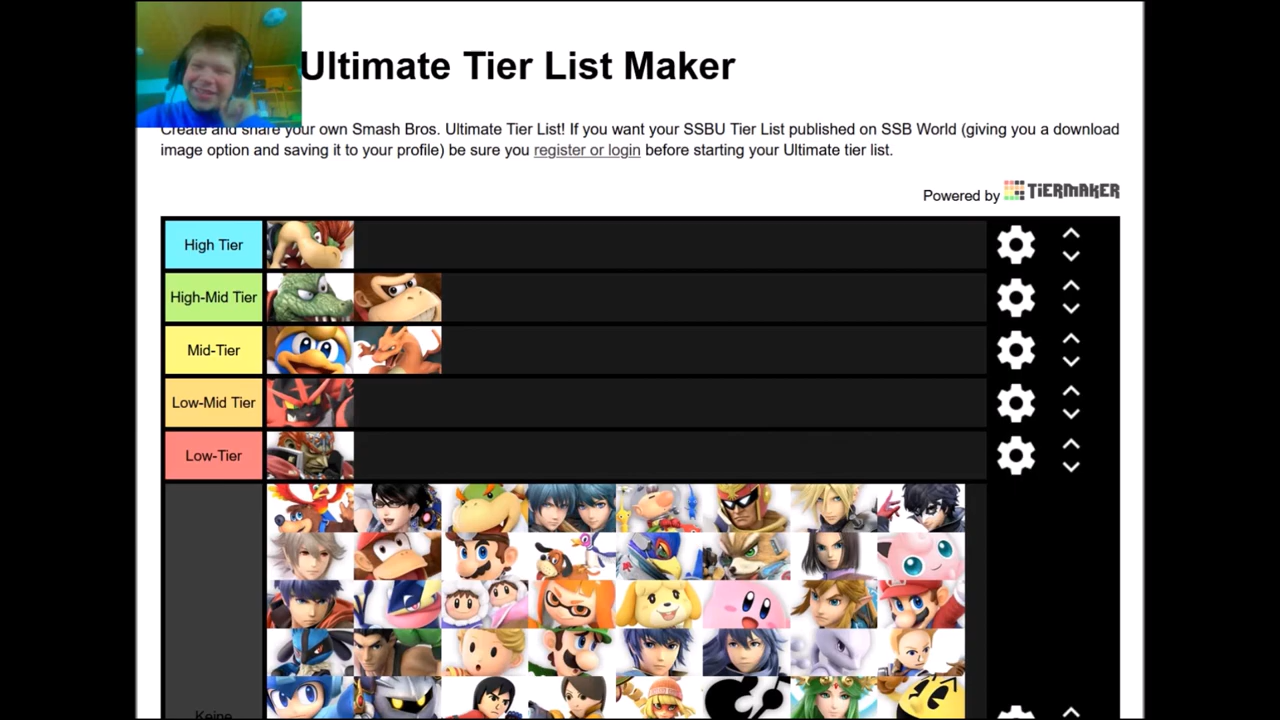 Ultimate Tier List Maker
Create and share your own Smash Bros. Ultimate Tier List! If you want your SSBU Tier List published on SSB World (giving you a download
image option and saving it to your profile) be sure you register or login before starting your Ultimate tier list.
Powered by TIERMAKER
High Tier
High-Mid Tier
Mid-Tier
Low-Mid Tier
Low-Tier
Keine